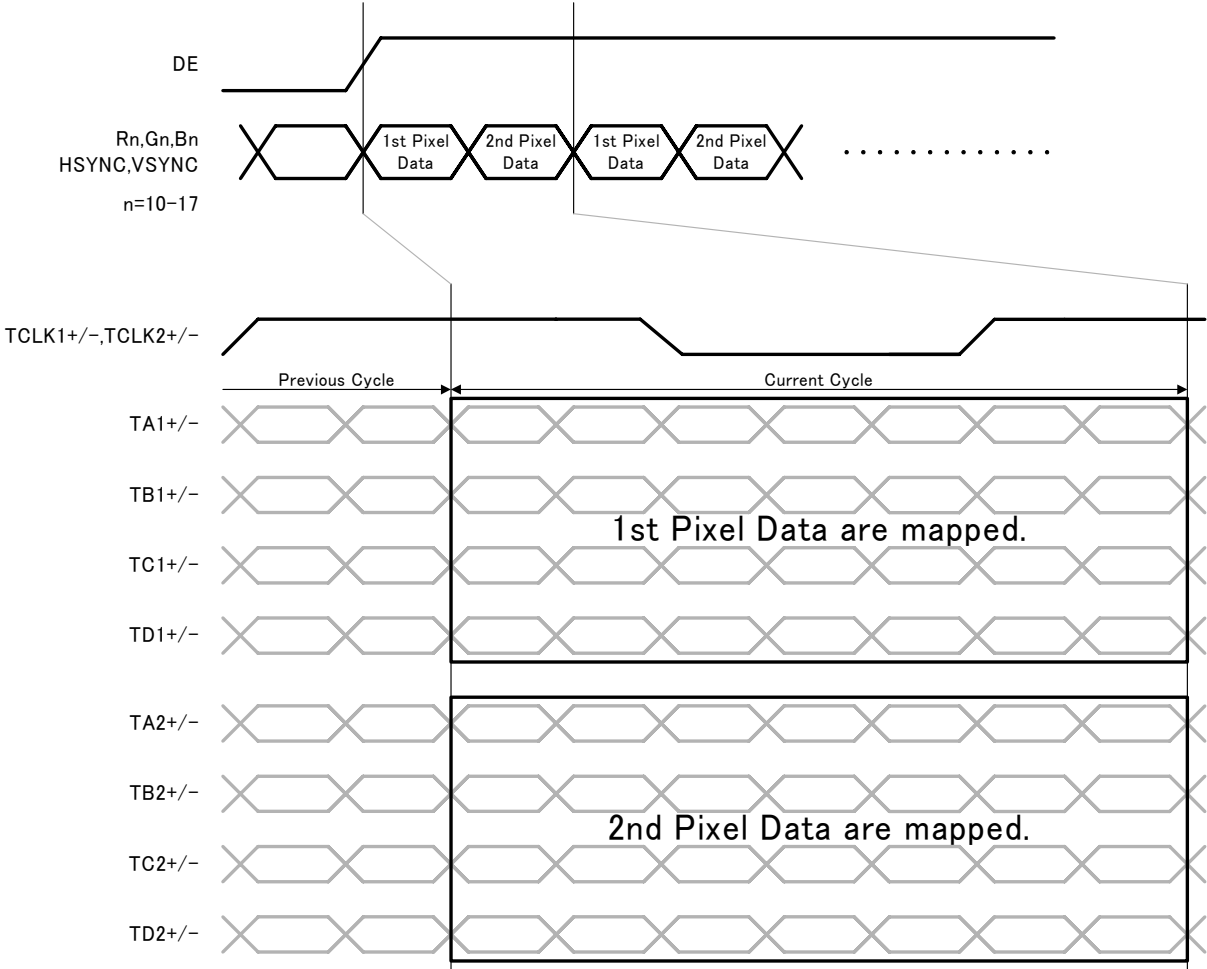 DE
Rn,Gn,Bn
HSYNC,VSYNC
n=10-17
1st Pixel
Data
2nd Pixel
Data
1st Pixel
Data
2nd Pixel
Data
TCLK1+/-,TCLK2+/-
Previous Cycle
Current Cycle
TA1+/-
TB1+/-
1st Pixel Data are mapped.
TC1+/-
TD1+/-
TA2+/-
TB2+/-
2nd Pixel Data are mapped.
TC2+/-
TD2+/-